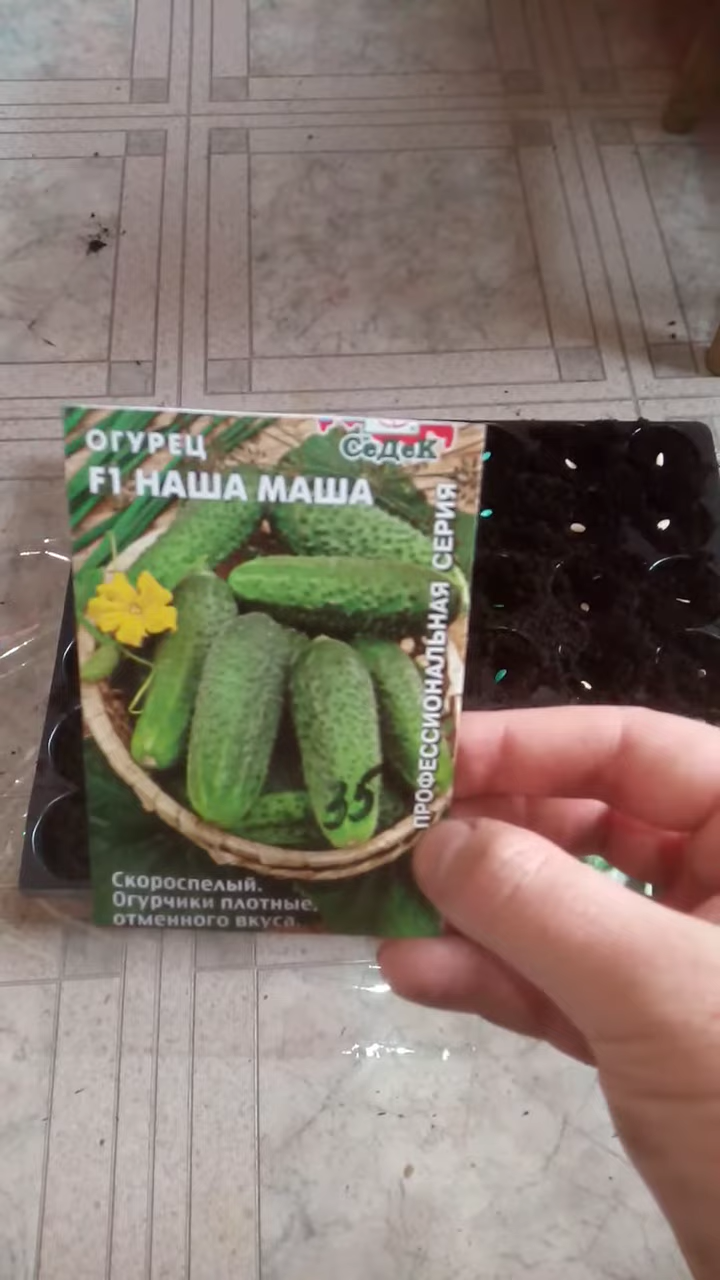 ОГУРЕЦ
СеДеК
F1 НАША МАША
ПРОФЕССИОНАЛЬНАЯ СЕРИЯ
35
Скороспелый.
Огурчики плотные,
отменного вкуса.